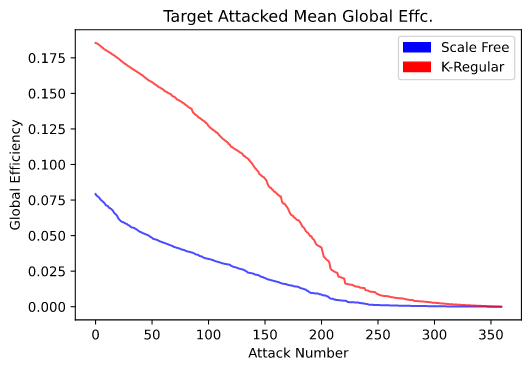 Target Attacked Mean Global Effc.
Scale Free
K-Regular
Global Efficiency
0.175
0.150
0.125
0.100
0.075
0.050
0.025
0.000
0 50 100 150 200 250 300 350
Attack Number